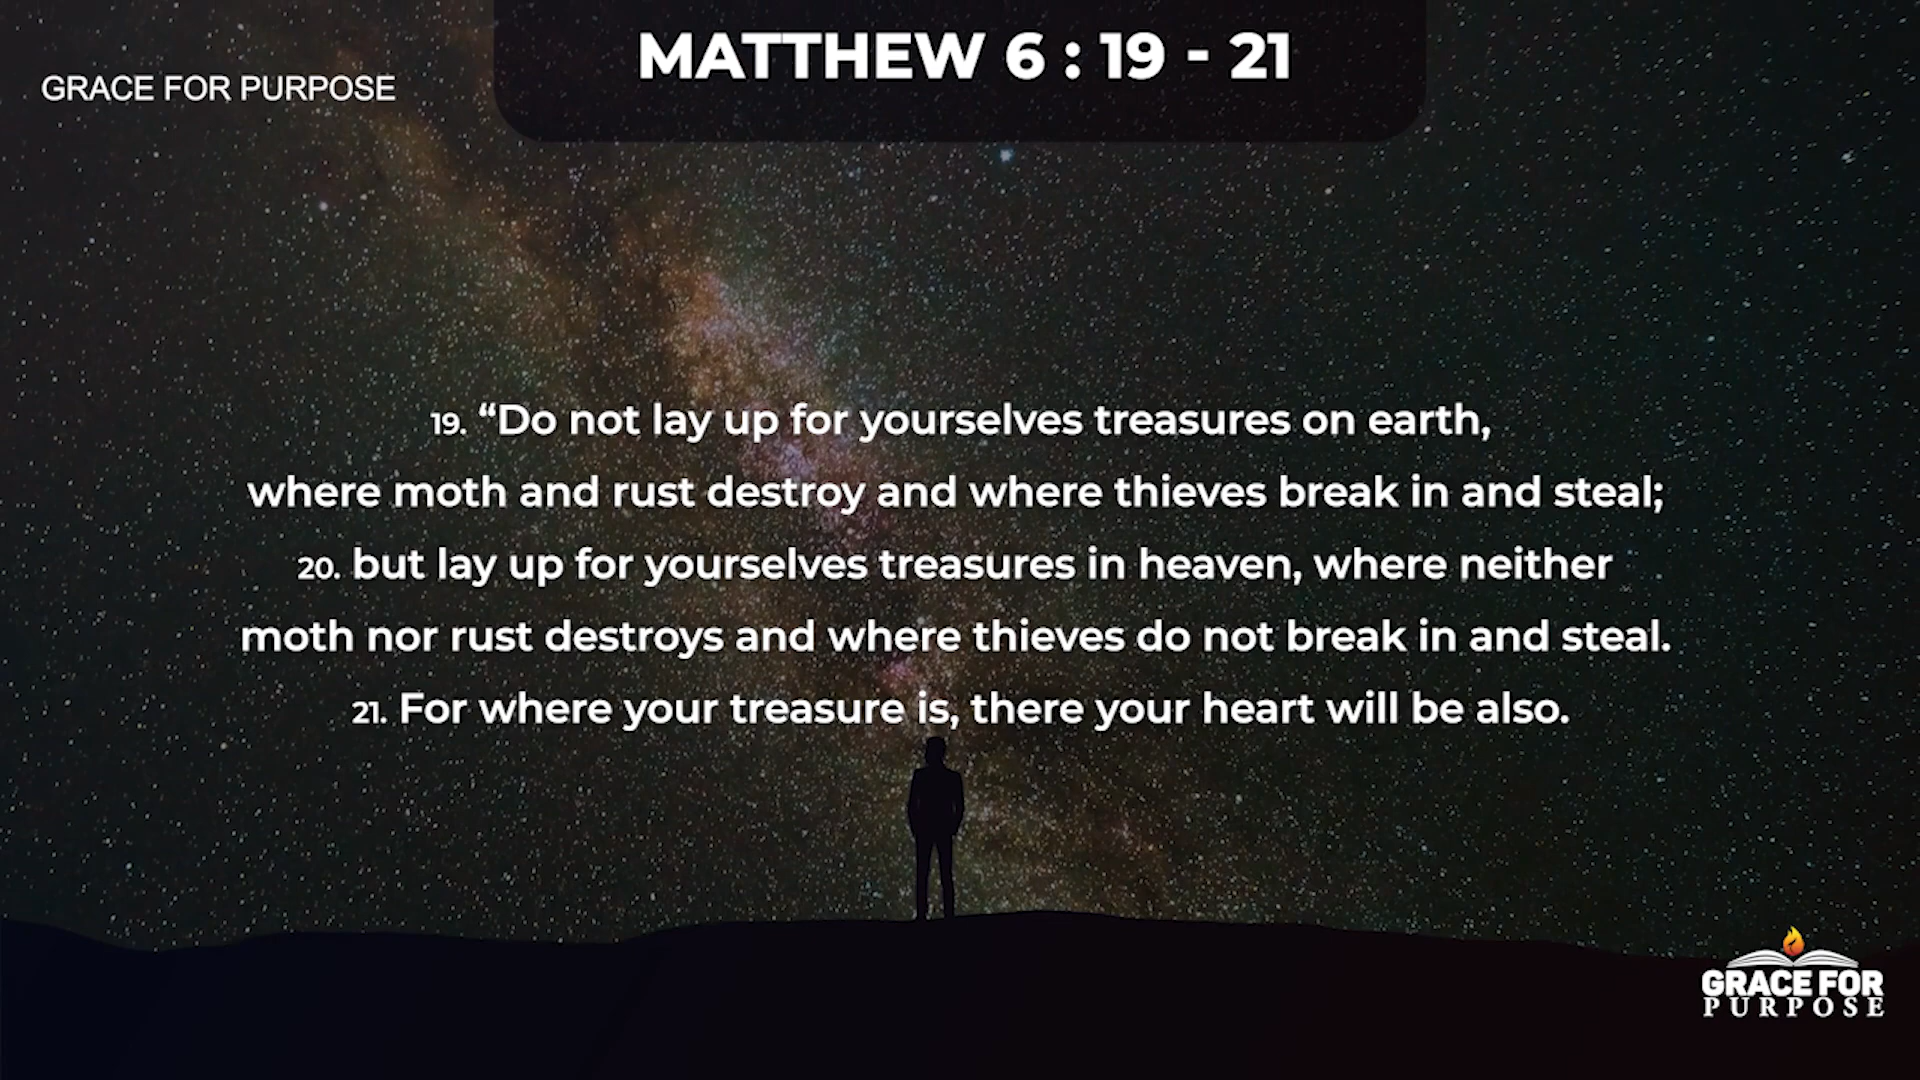 MATTHEW 6 : 19 - 21
GRACE FOR PURPOSE
19. “Do not lay up for yourselves treasures on earth,
where moth and rust destroy and where thieves break in and steal;
20. but lay up for yourselves treasures in heaven, where neither
moth nor rust destroys and where thieves do not break in and steal.
21. For where your treasure is, there your heart will be also.
GRACE FOR
PURPOSE